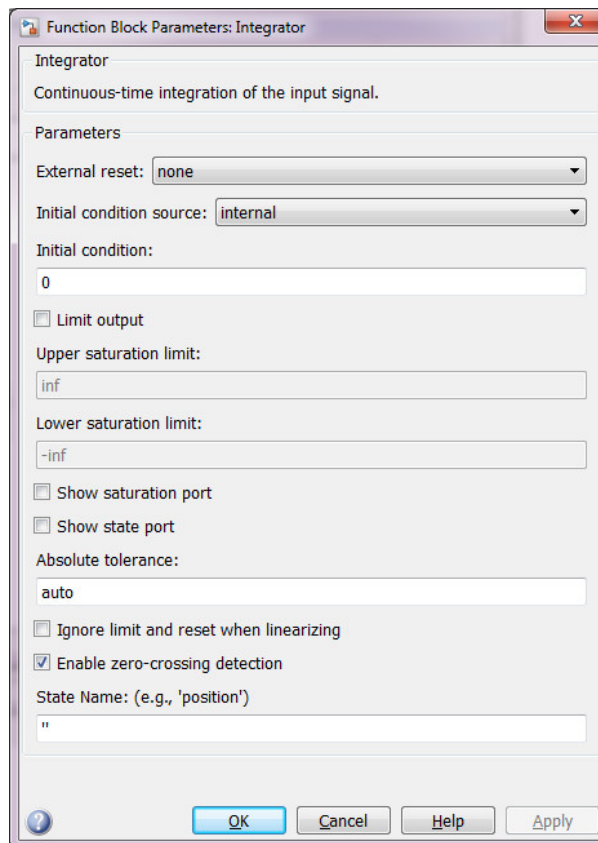 Function Block Parameters: Integrator
Integrator
Continuous-time integration of the input signal.
Parameters
External reset: none
Initial condition source: internal
Initial condition:
0
Limit output
Upper saturation limit:
inf
Lower saturation limit:
-inf
Show saturation port
Show state port
Absolute tolerance:
auto
Ignore limit and reset when linearizing
Enable zero-crossing detection
State Name: (e.g., 'position')
''
OK Cancel Help Apply